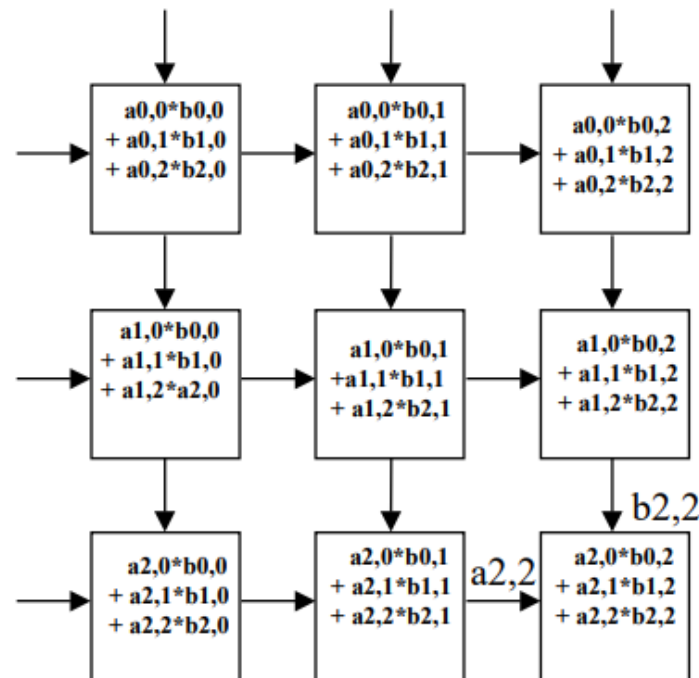 a0,0*b0,0
+ a0,1*b1,0
+ a0,2*b2,0
a0,0*b0,1
+ a0,1*b1,1
+ a0,2*b2,1
a0,0*b0,2
+ a0,1*b1,2
+ a0,2*b2,2
a1,0*b0,0
+ a1,1*b1,0
+ a1,2*a2,0
a1,0*b0,1
+a1,1*b1,1
+ a1,2*b2,1
a1,0*b0,2
+ a1,1*b1,2
+ a1,2*b2,2
b2,2
a2,0*b0,0
+ a2,1*b1,0
+ a2,2*b2,0
a2,0*b0,1
+ a2,1*b1,1
+ a2,2*b2,1
a2,2
a2,0*b0,2
+ a2,1*b1,2
+ a2,2*b2,2